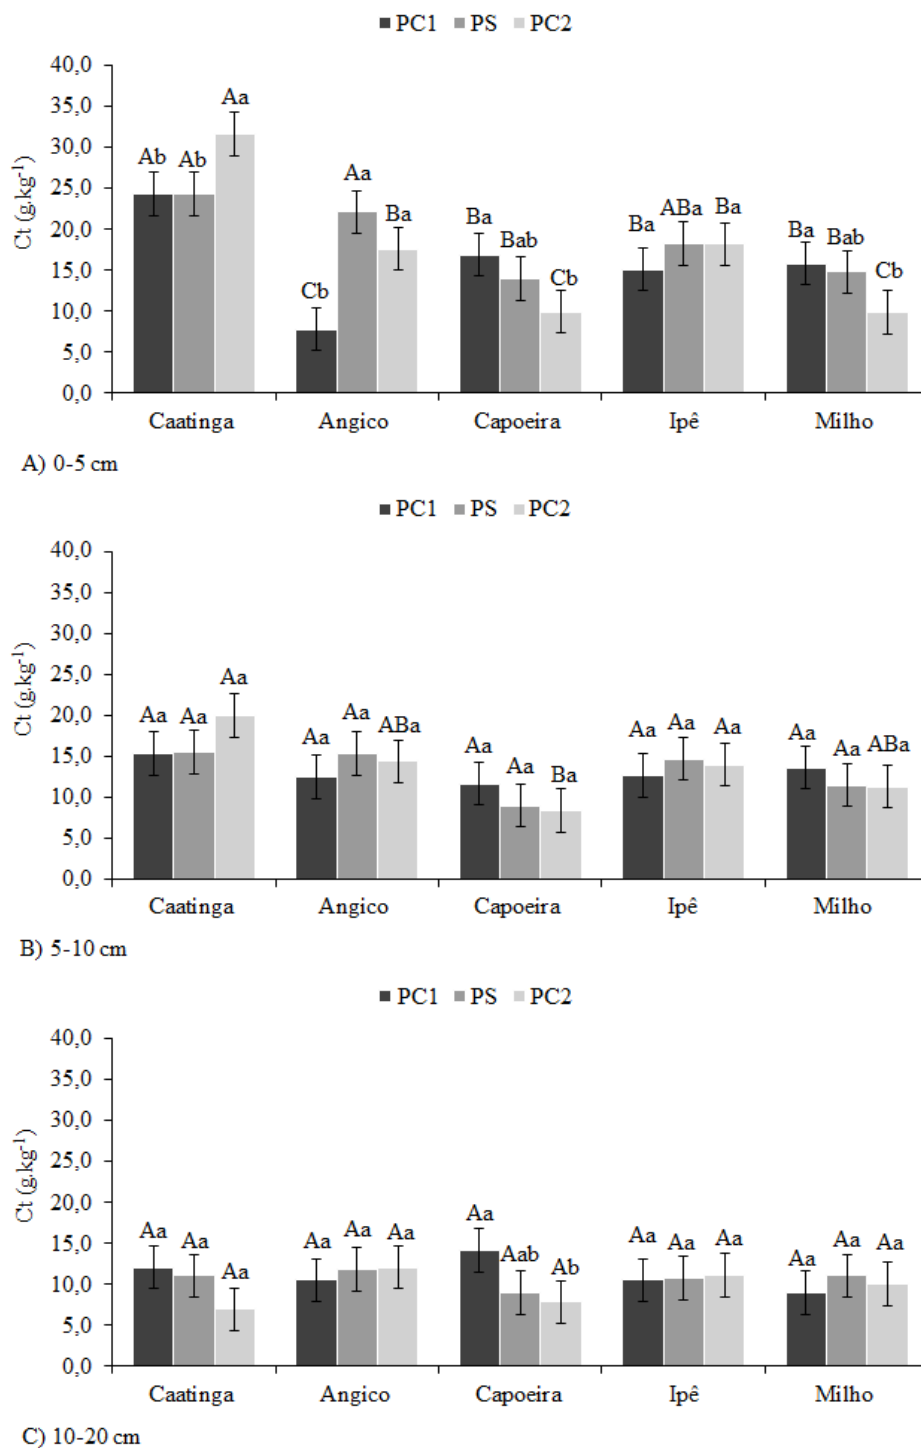 PC1 PS PC2
Ct (g.kg⁻¹)
40,0
35,0
30,0
25,0
20,0
15,0
10,0
5,0
0,0
Ab Ab Aa
Cb Aa Ba
Ba Bab Cb
Ba ABa Ba
Ba Bab Cb
Caatinga Angico Capoeira Ipê Milho
A) 0-5 cm
PC1 PS PC2
Ct (g.kg⁻¹)
40,0
35,0
30,0
25,0
20,0
15,0
10,0
5,0
0,0
Aa Aa Aa
Aa Aa ABa
Aa Aa Ba
Aa Aa Aa
Aa Aa ABa
Caatinga Angico Capoeira Ipê Milho
B) 5-10 cm
PC1 PS PC2
Ct (g.kg⁻¹)
40,0
35,0
30,0
25,0
20,0
15,0
10,0
5,0
0,0
Aa Aa Aa
Aa Aa Aa
Aa Aab Ab
Aa Aa Aa
Aa Aa Aa
Caatinga Angico Capoeira Ipê Milho
C) 10-20 cm